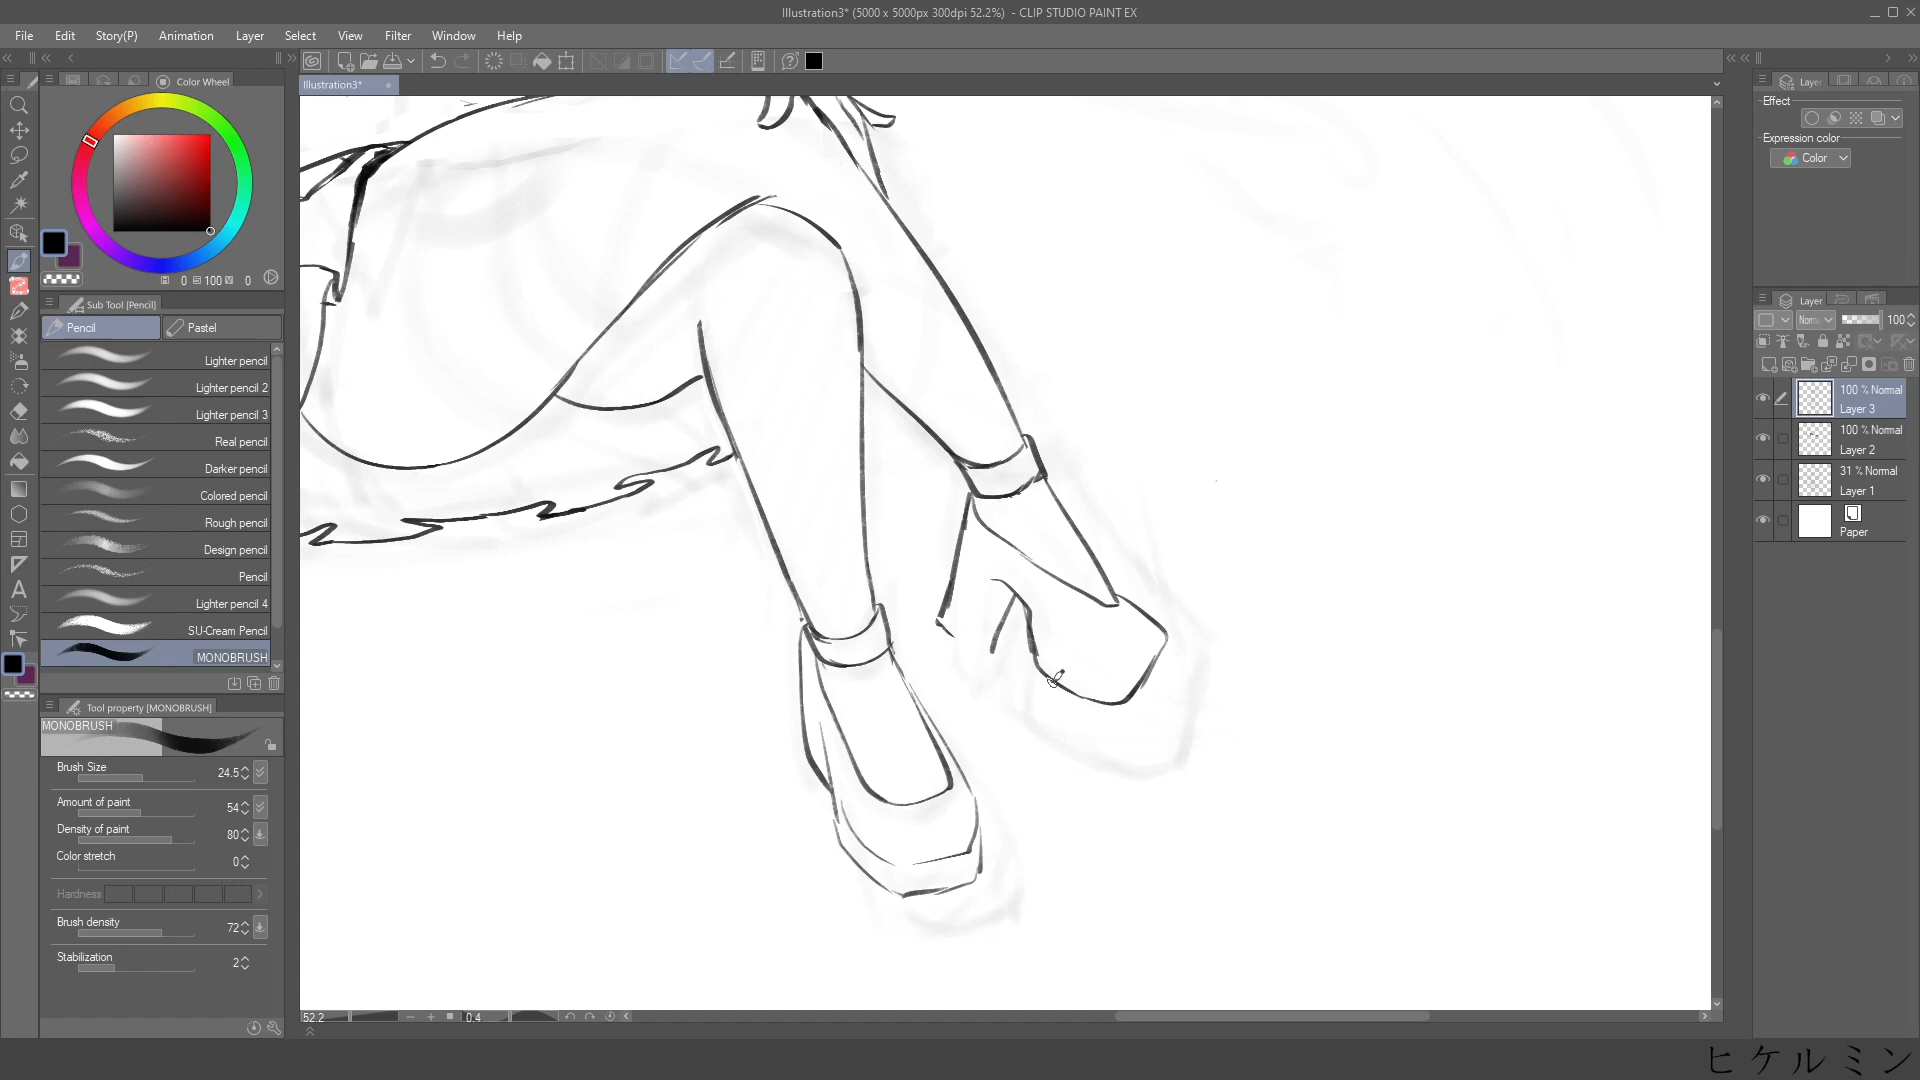 Illustration3* (5000 x 5000px 300dpi 52.2%) - CLIP STUDIO PAINT EX
File Edit Story(P) Animation Layer Select View Filter Window Help
Illustration3*
Color Wheel
0 100 0
Sub Tool [Pencil]
Pencil Pastel
Lighter pencil
Lighter pencil 2
Lighter pencil 3
Real pencil
Darker pencil
Colored pencil
Rough pencil
Design pencil
Pencil
Lighter pencil 4
SU-Cream Pencil
MONOBRUSH
Tool property [MONOBRUSH]
MONOBRUSH
Brush Size 24.5
Amount of paint 54
Density of paint 80
Color stretch 0
Hardness
Brush density 72
Stabilization 2
52.2 0.4
Layer
Effect
Expression color
Color
Layer
Norm 100
100 % Normal
Layer 3
100 % Normal
Layer 2
31 % Normal
Layer 1
Paper
ヒケルミン